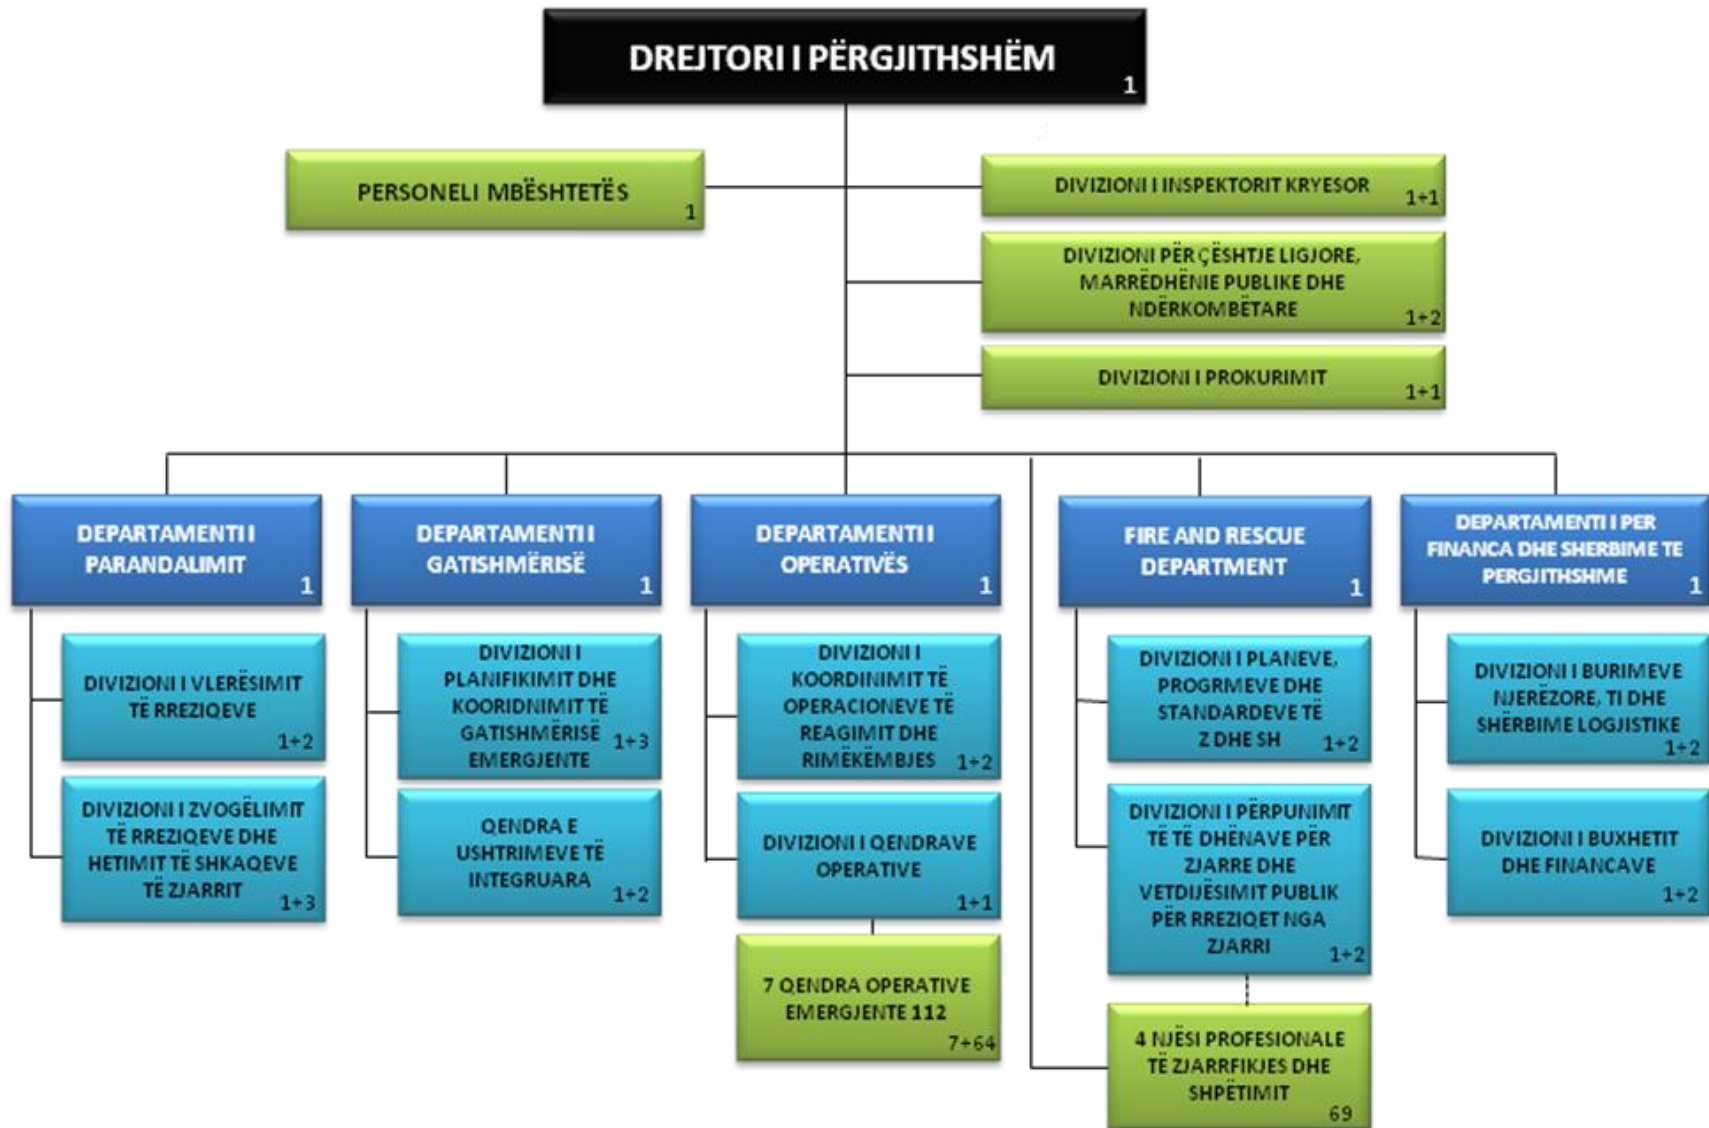 DREJTORI I PËRGJITHSHËM
1
PERSONELI MBËSHTETËS
1
DIVIZIONI I INSPEKTORIT KRYESOR
1+1
DIVIZIONI PËR ÇËSHTJE LIGJORE,
MARRËDHËNIE PUBLIKE DHE
NDËRKOMBËTARE
1+2
DIVIZIONI I PROKURIMIT
1+1
DEPARTAMENTI I
PARANDALIMIT
1
DIVIZIONI I VLERËSIMIT
TË RREZIQEVE
1+2
DIVIZIONI I ZVOGËLIMIT
TË RREZIQEVE DHE
HETIMIT TË SHKAQEVE
TË ZJARRIT
1+3
DEPARTAMENTI I
GATISHMËRISË
1
DIVIZIONI I
PLANIFIKIMIT DHE
KOORIDNIMIT TË
GATISHMËRISË
EMERGJENTE
1+3
QENDRA E
USHTRIMEVE TË
INTEGRUARA
1+2
DEPARTAMENTI I
OPERATIVËS
1
DIVIZIONI I
KOORDINIMIT TË
OPERACIONEVE TË
REAGIMIT DHE
RIMËKËMBJES
1+2
DIVIZIONI I QENDRAVE
OPERATIVE
1+1
7 QENDRA OPERATIVE
EMERGJENTE 112
7+64
FIRE AND RESCUE
DEPARTMENT
1
DIVIZIONI I PLANEVE,
PROGRMEVE DHE
STANDARDEVE TË
Z DHE SH
1+2
DIVIZIONI I PËRPUNIMIT
TË TË DHËNAVE PËR
ZJARRE DHE
VETDIJËSIMIT PUBLIK
PËR RREZIQET NGA
ZJARRI
1+2
4 NJËSI PROFESIONALE
TË ZJARRFIKJES DHE
SHPËTIMIT
69
DEPARTAMENTI I PER
FINANCA DHE SHERBIME TE
PERGJITHSHME
1
DIVIZIONI I BURIMEVE
NJERËZORE, TI DHE
SHËRBIME LOGJISTIKE
1+2
DIVIZIONI I BUXHETIT
DHE FINANCAVE
1+2